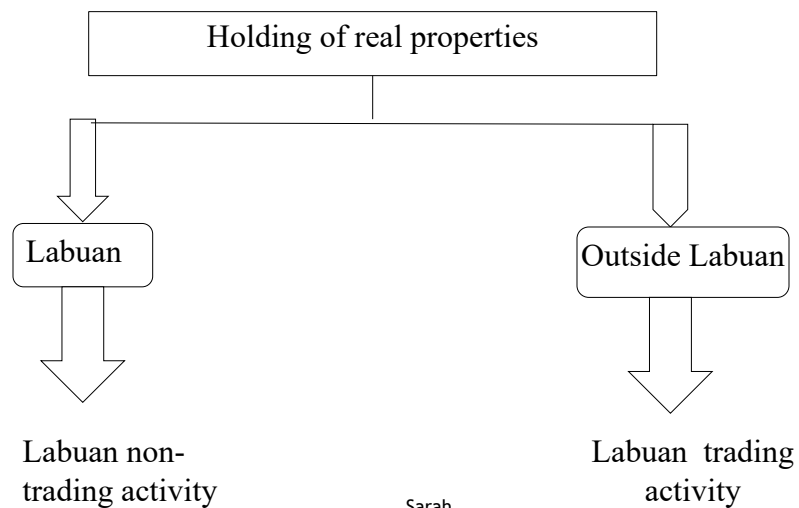 Holding of real properties
Labuan
Outside Labuan
Labuan non-
trading activity
Labuan trading
activity
Sarah